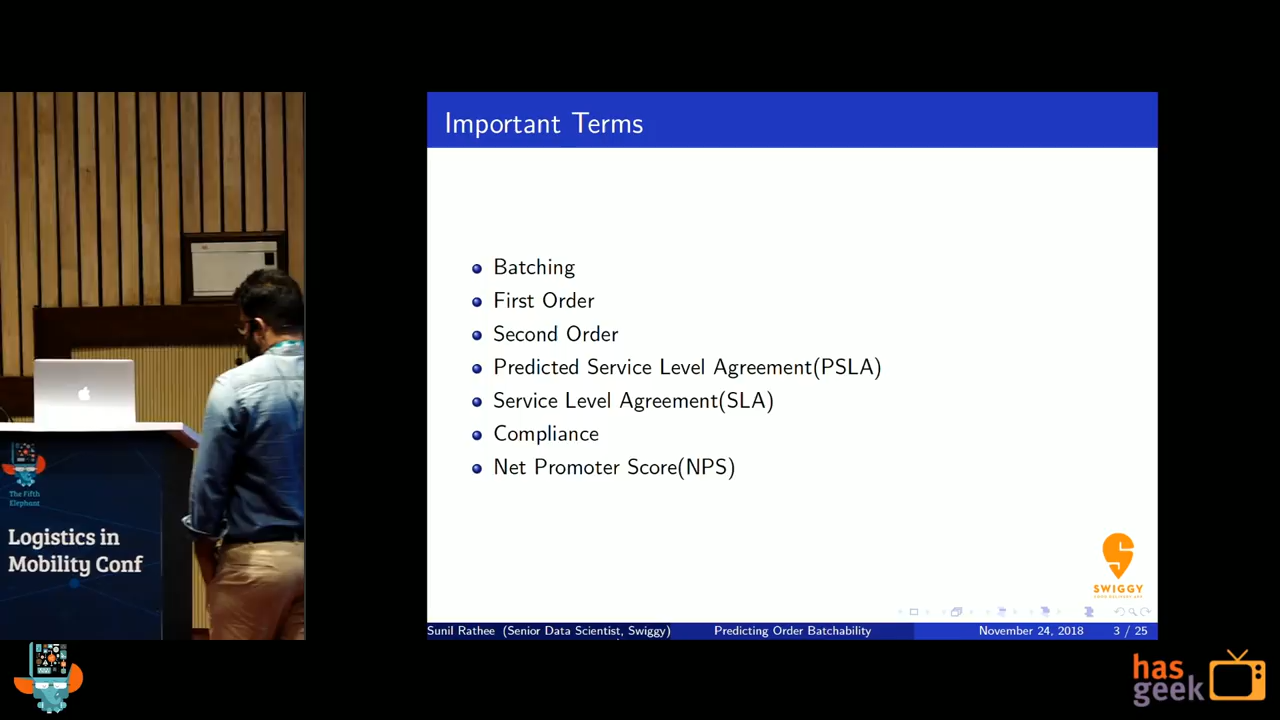 Important Terms
Batching
First Order
Second Order
Predicted Service Level Agreement(PSLA)
Service Level Agreement(SLA)
Compliance
Net Promoter Score(NPS)
SWIGGY
Sunil Rathee (Senior Data Scientist, Swiggy)
Predicting Order Batchability
November 24, 2018
3 / 25
The Fifth
Elephant
Logistics in
Mobility Conf
has
geek